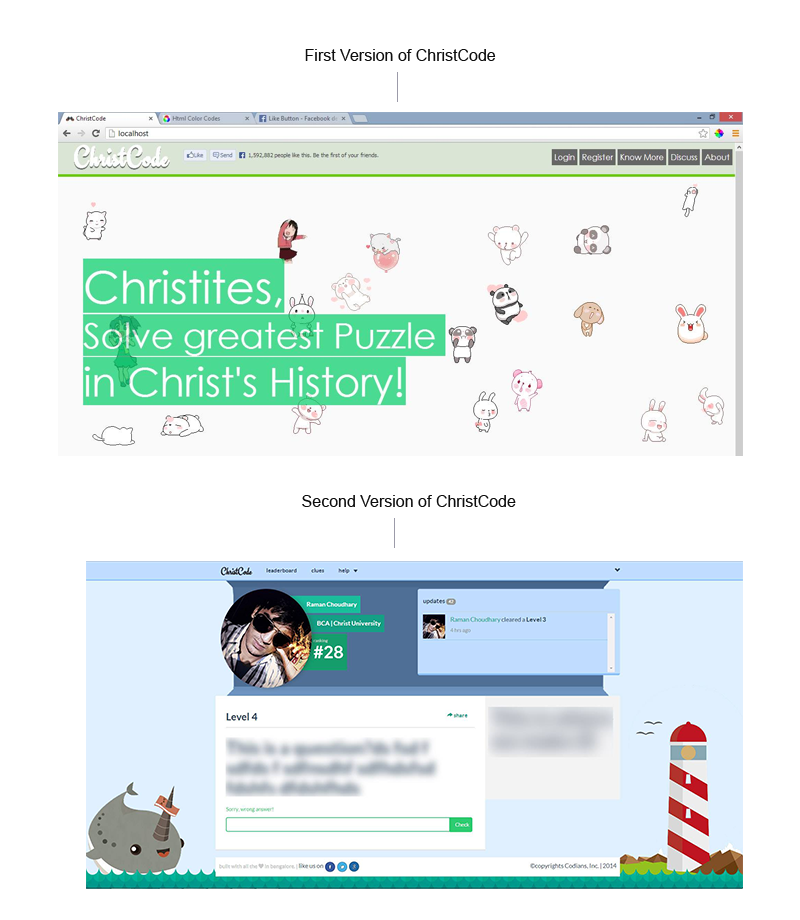 First Version of ChristCode
ChristCode
Html Color Codes
Like Button - Facebook de
localhost
ChristCode
Like
Send
1,592,882 people like this. Be the first of your friends.
Login
Register
Know More
Discuss
About
Christites,
Solve greatest Puzzle
in Christ's History!
Second Version of ChristCode
ChristCode
leaderboard
clues
help
Raman Choudhary
BCA | Christ University
ranking
#28
updates 42
Raman Choudhary cleared a Level 3
4 hrs ago
Level 4
share
Sorry, wrong answer!
Check
built with all the ♥ in bangalore. | like us on
©copyrights Codians, Inc. | 2014